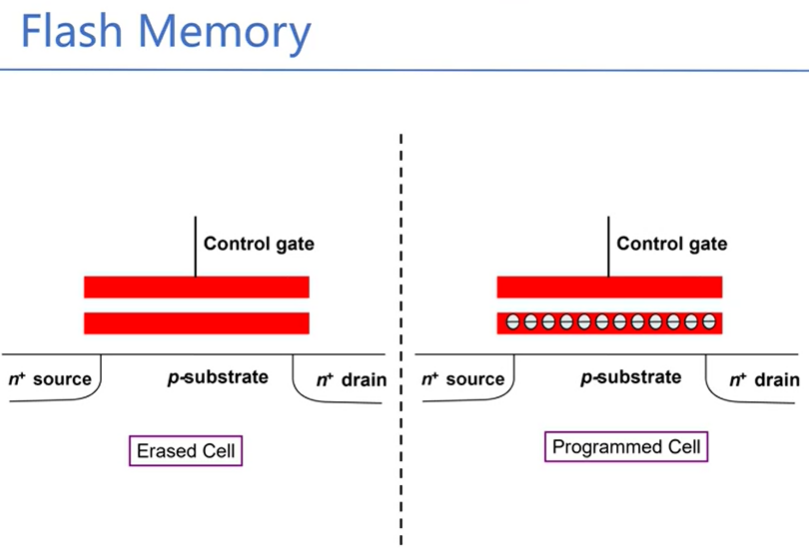 Flash Memory
Control gate
n⁺ source
p-substrate
n⁺ drain
Erased Cell
Control gate
n⁺ source
p-substrate
n⁺ drain
Programmed Cell